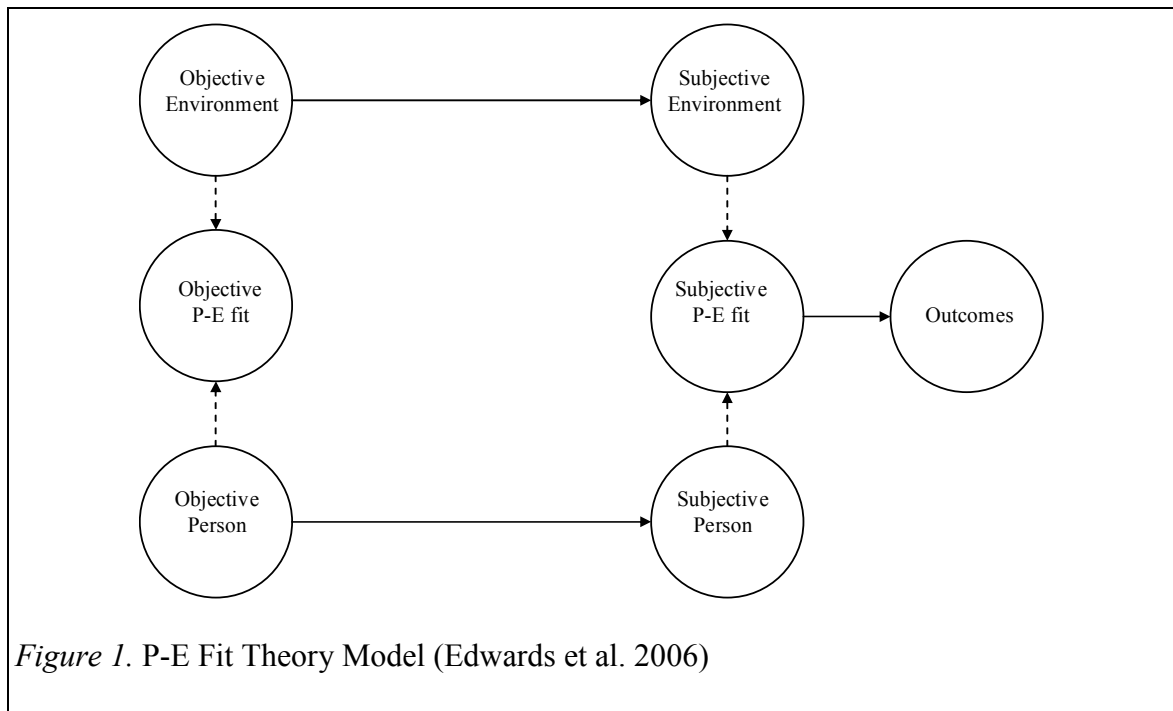 Objective
Environment
Subjective
Environment
Objective
P-E fit
Subjective
P-E fit
Outcomes
Objective
Person
Subjective
Person
Figure 1. P-E Fit Theory Model (Edwards et al. 2006)